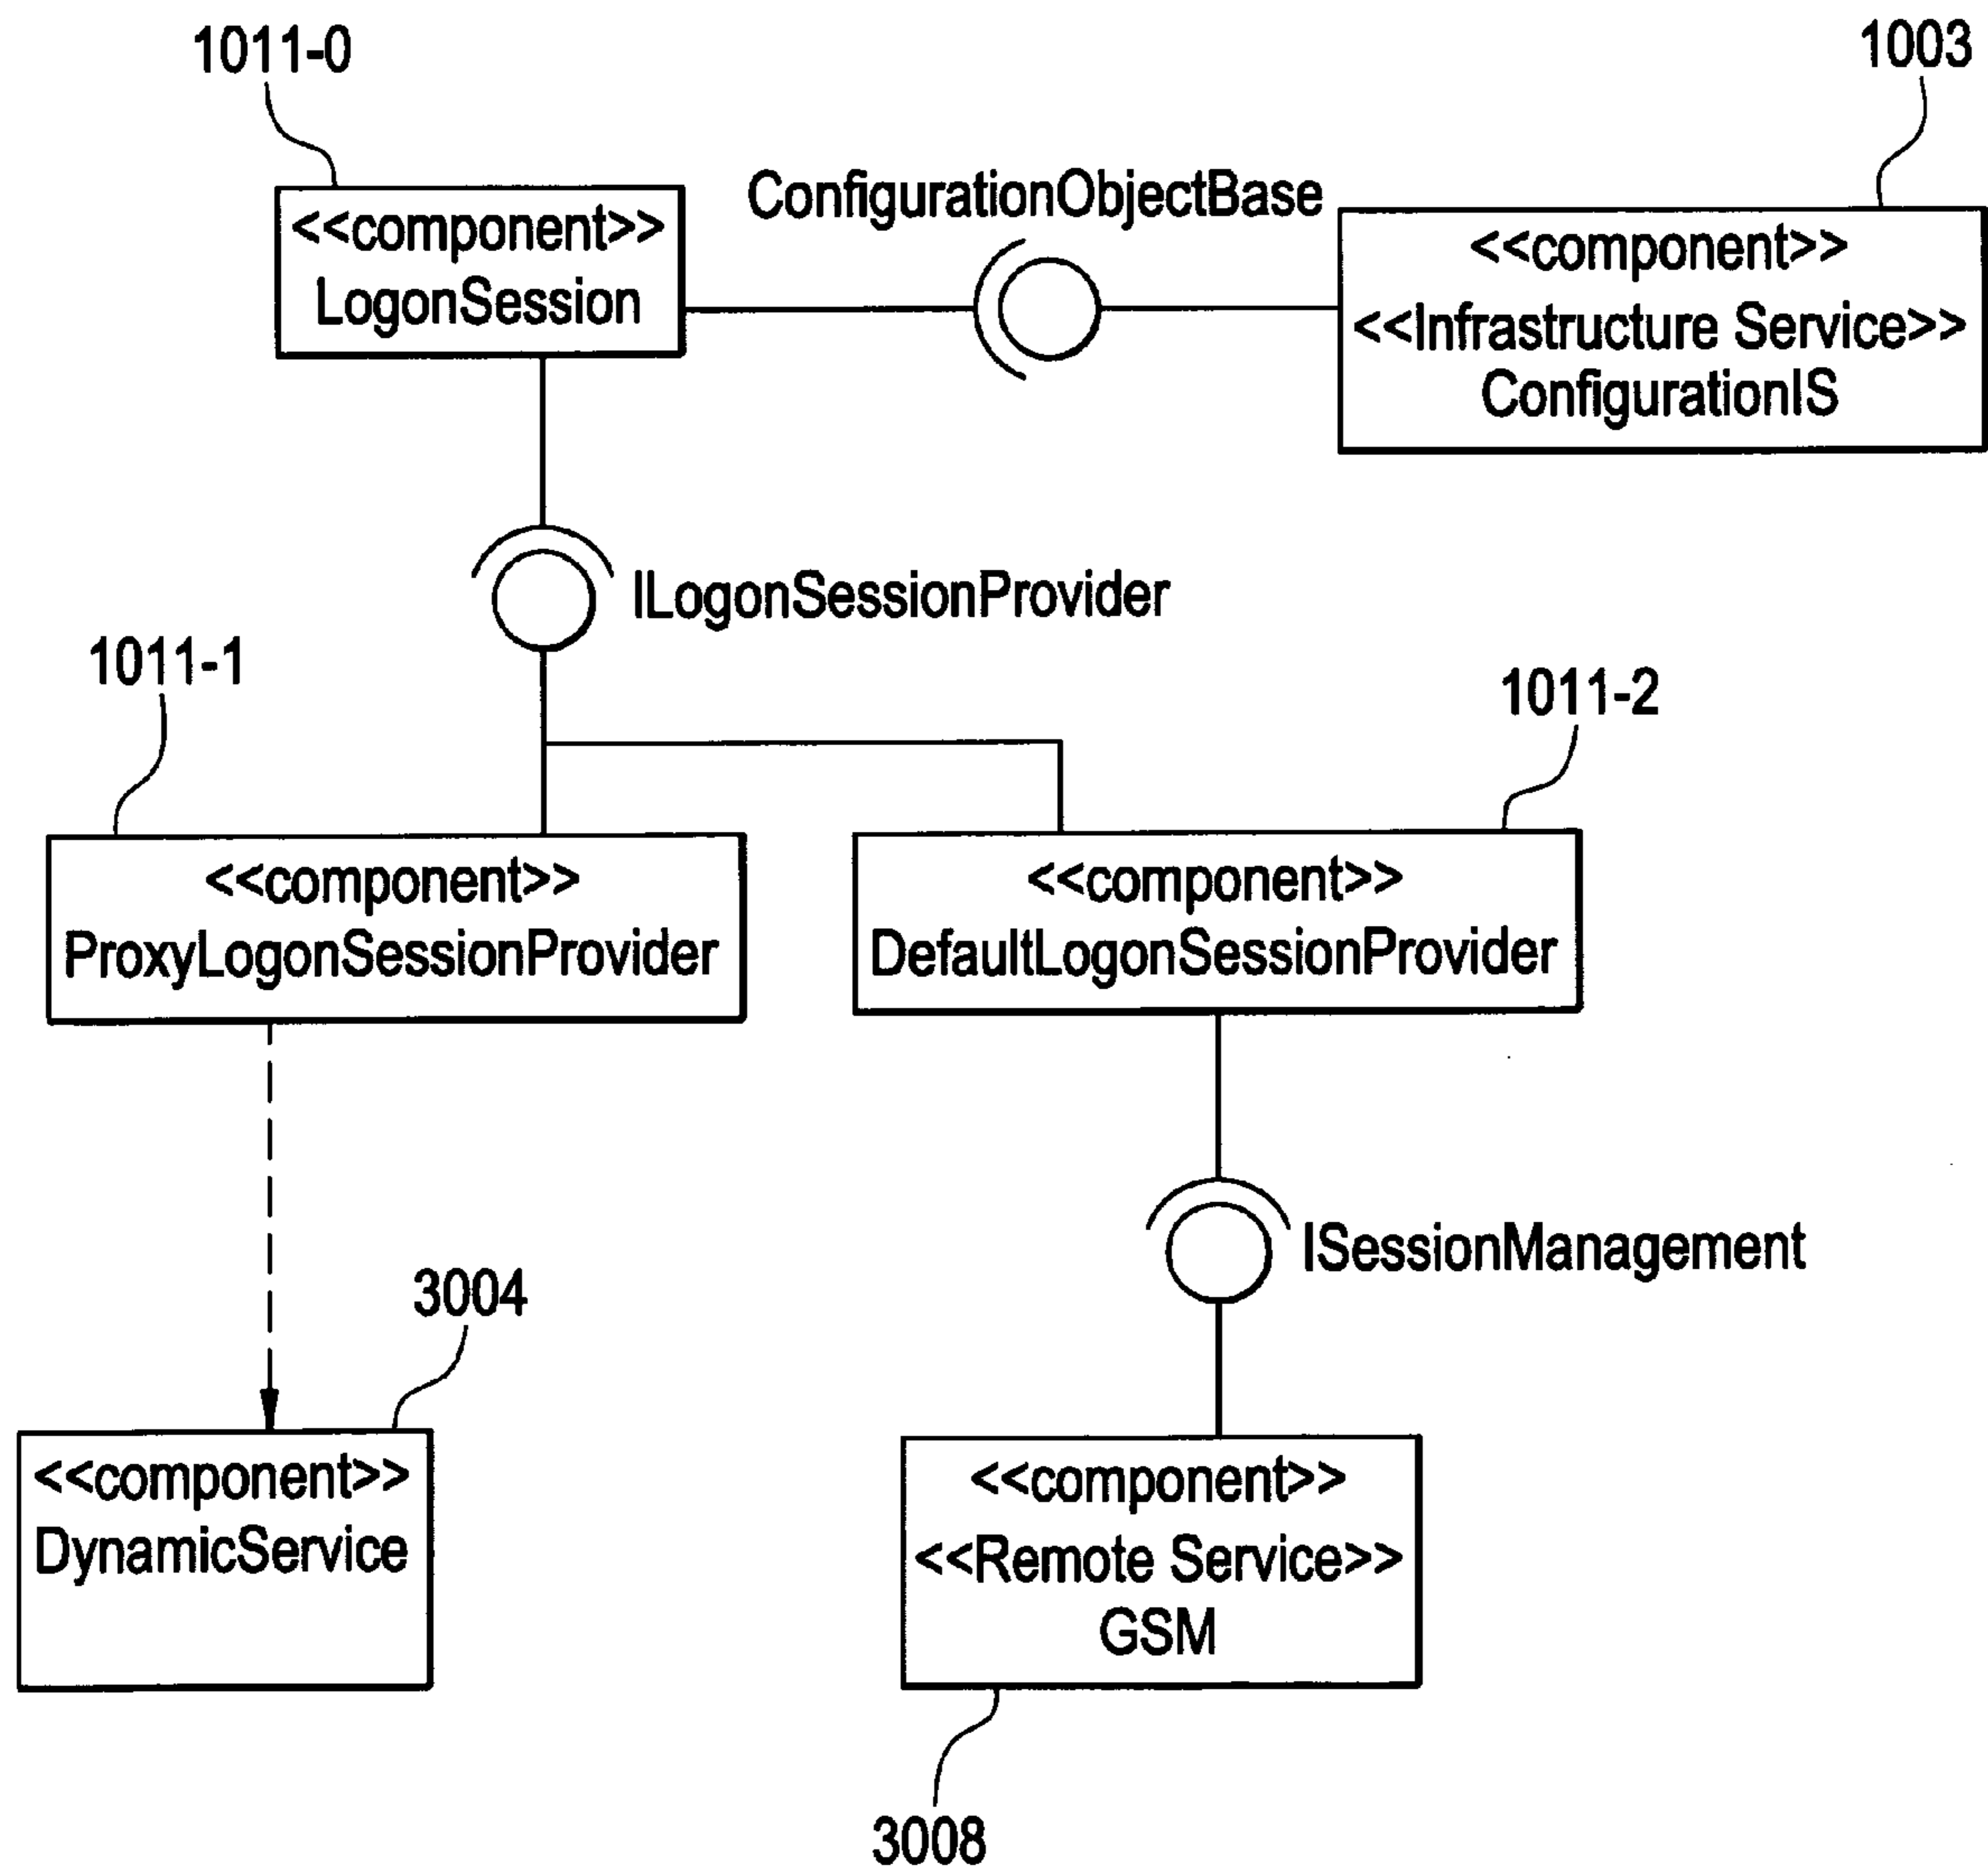 1011-0
1003
ConfigurationObjectBase
<<component>>
LogonSession
<<component>>
<<Infrastructure Service>>
ConfigurationIS
ILogonSessionProvider
1011-1
1011-2
<<component>>
ProxyLogonSessionProvider
<<component>>
DefaultLogonSessionProvider
ISessionManagement
3004
<<component>>
DynamicService
<<component>>
<<Remote Service>>
GSM
3008